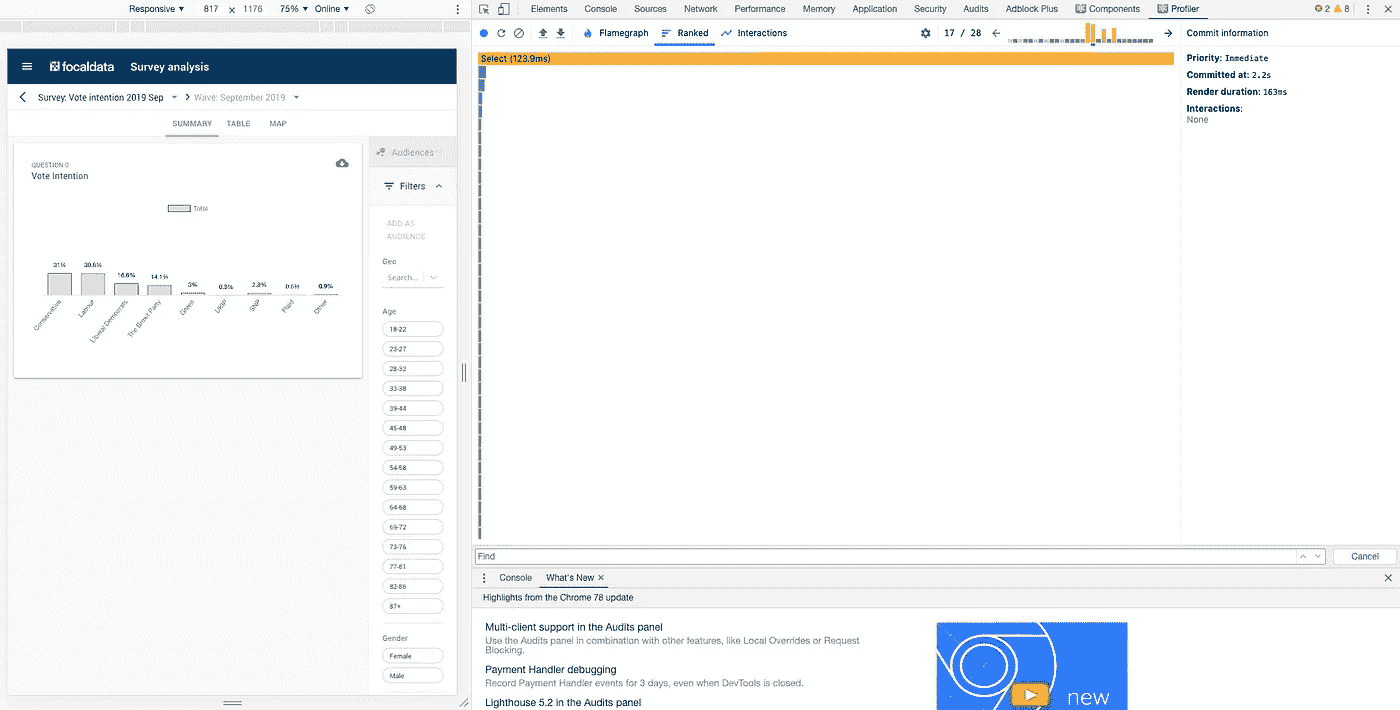 Responsive ▾ 817 x 1176 75% ▾ Online ▾
Elements Console Sources Network Performance Memory Application Security Audits Adblock Plus Components Profiler 2 8
Flamegraph Ranked Interactions 17 / 28
Commit information
Select (123.9ms)
Priority: Immediate
Committed at: 2.2s
Render duration: 163ms
Interactions:
None
focaldata Survey analysis
Survey: Vote intention 2019 Sep Wave: September 2019
SUMMARY TABLE MAP
QUESTION 0
Vote Intention
Total
31% 30.5% 16.6% 14.1% 3% 0.3% 2.8% 0.9%
Conservative Labour Liberal Democrats The Brexit Party Green UKIP SNP Plaid Other
Audiences
Filters
ADD AS
AUDIENCE
Geo
Search...
Age
18-22
23-27
28-32
33-38
39-44
45-48
49-53
54-58
59-63
64-68
69-72
73-76
77-81
82-86
87+
Gender
Female
Male
Find Cancel
Console What's New ×
Highlights from the Chrome 78 update
Multi-client support in the Audits panel
Use the Audits panel in combination with other features, like Local Overrides or Request
Blocking.
Payment Handler debugging
Record Payment Handler events for 3 days, even when DevTools is closed.
Lighthouse 5.2 in the Audits panel
new